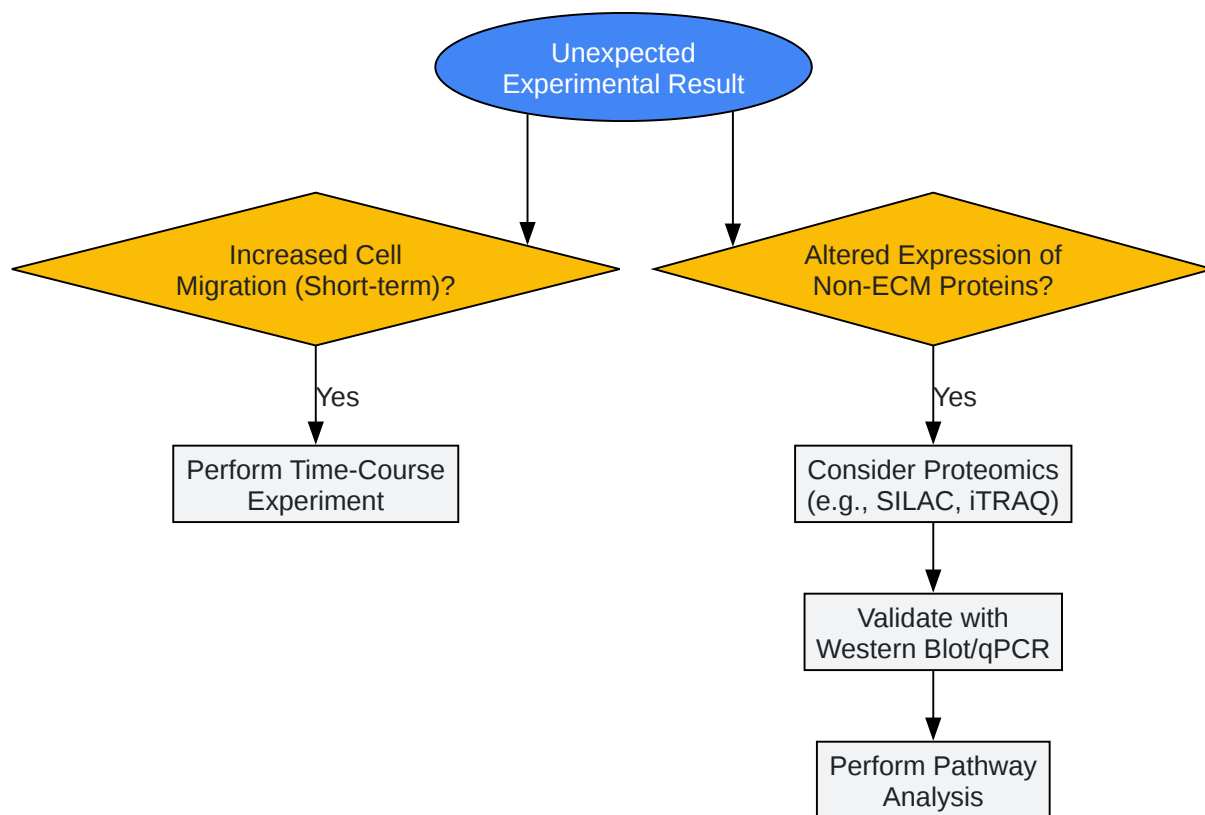 Unexpected
Experimental Result
Increased Cell
Migration (Short-term)?
Altered Expression of
Non-ECM Proteins?
Yes
Yes
Perform Time-Course
Experiment
Consider Proteomics
(e.g., SILAC, iTRAQ)
Validate with
Western Blot/qPCR
Perform Pathway
Analysis